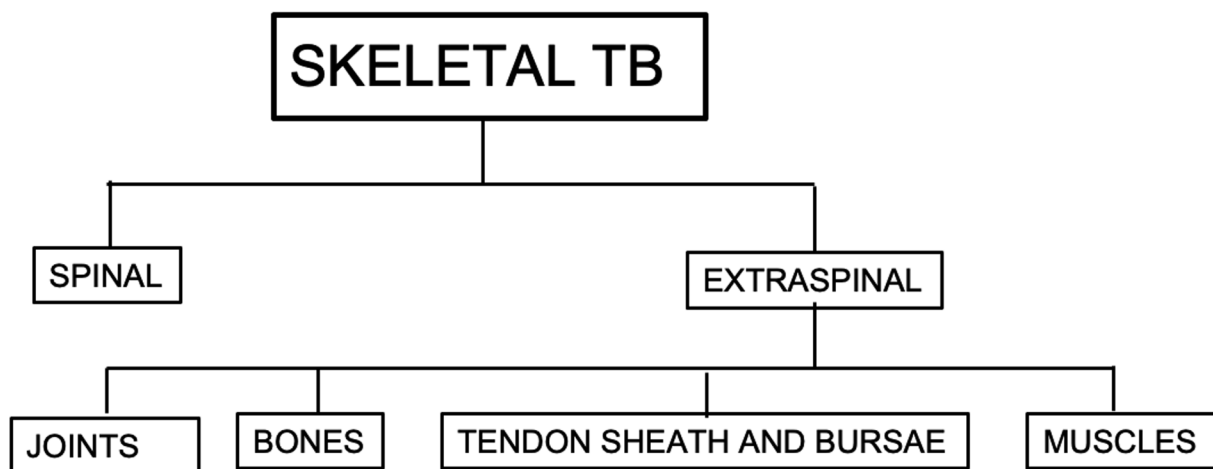 SKELETAL TB
SPINAL
EXTRASPINAL
JOINTS
BONES
TENDON SHEATH AND BURSAE
MUSCLES